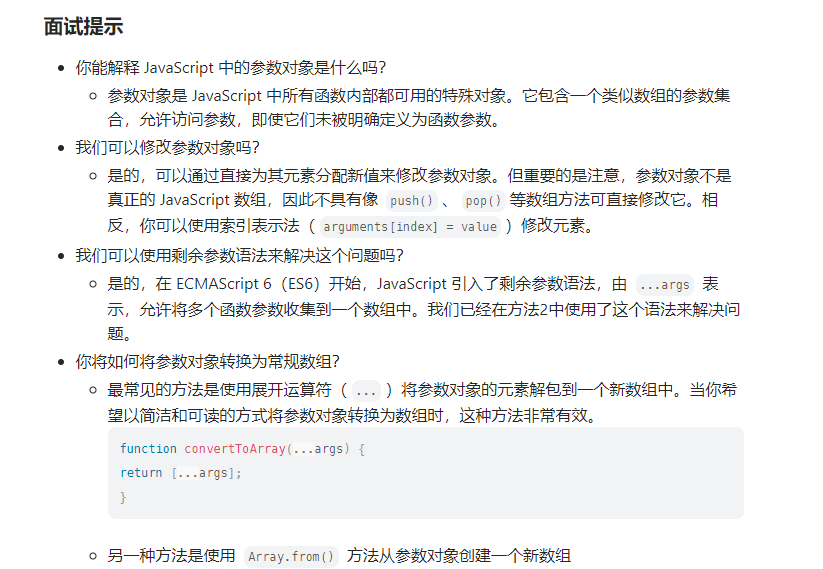 面试提示
你能解释 JavaScript 中的参数对象是什么吗？
参数对象是 JavaScript 中所有函数内部都可用的特殊对象。它包含一个类似数组的参数集
合，允许访问参数，即使它们未被明确定义为函数参数。
我们可以修改参数对象吗？
是的，可以通过直接为其元素分配新值来修改参数对象。但重要的是注意，参数对象不是
真正的 JavaScript 数组，因此不具有像 push() 、 pop() 等数组方法可直接修改它。相
反，你可以使用索引表示法（ arguments[index] = value ）修改元素。
我们可以使用剩余参数语法来解决这个问题吗？
是的，在 ECMAScript 6（ES6）开始，JavaScript 引入了剩余参数语法，由 ...args 表
示，允许将多个函数参数收集到一个数组中。我们已经在方法2中使用了这个语法来解决问
题。
你将如何将参数对象转换为常规数组？
最常见的方法是使用展开运算符（ ... ）将参数对象的元素解包到一个新数组中。当你希
望以简洁和可读的方式将参数对象转换为数组时，这种方法非常有效。
function convertToArray(...args) {
return [...args];
}
另一种方法是使用 Array.from() 方法从参数对象创建一个新数组